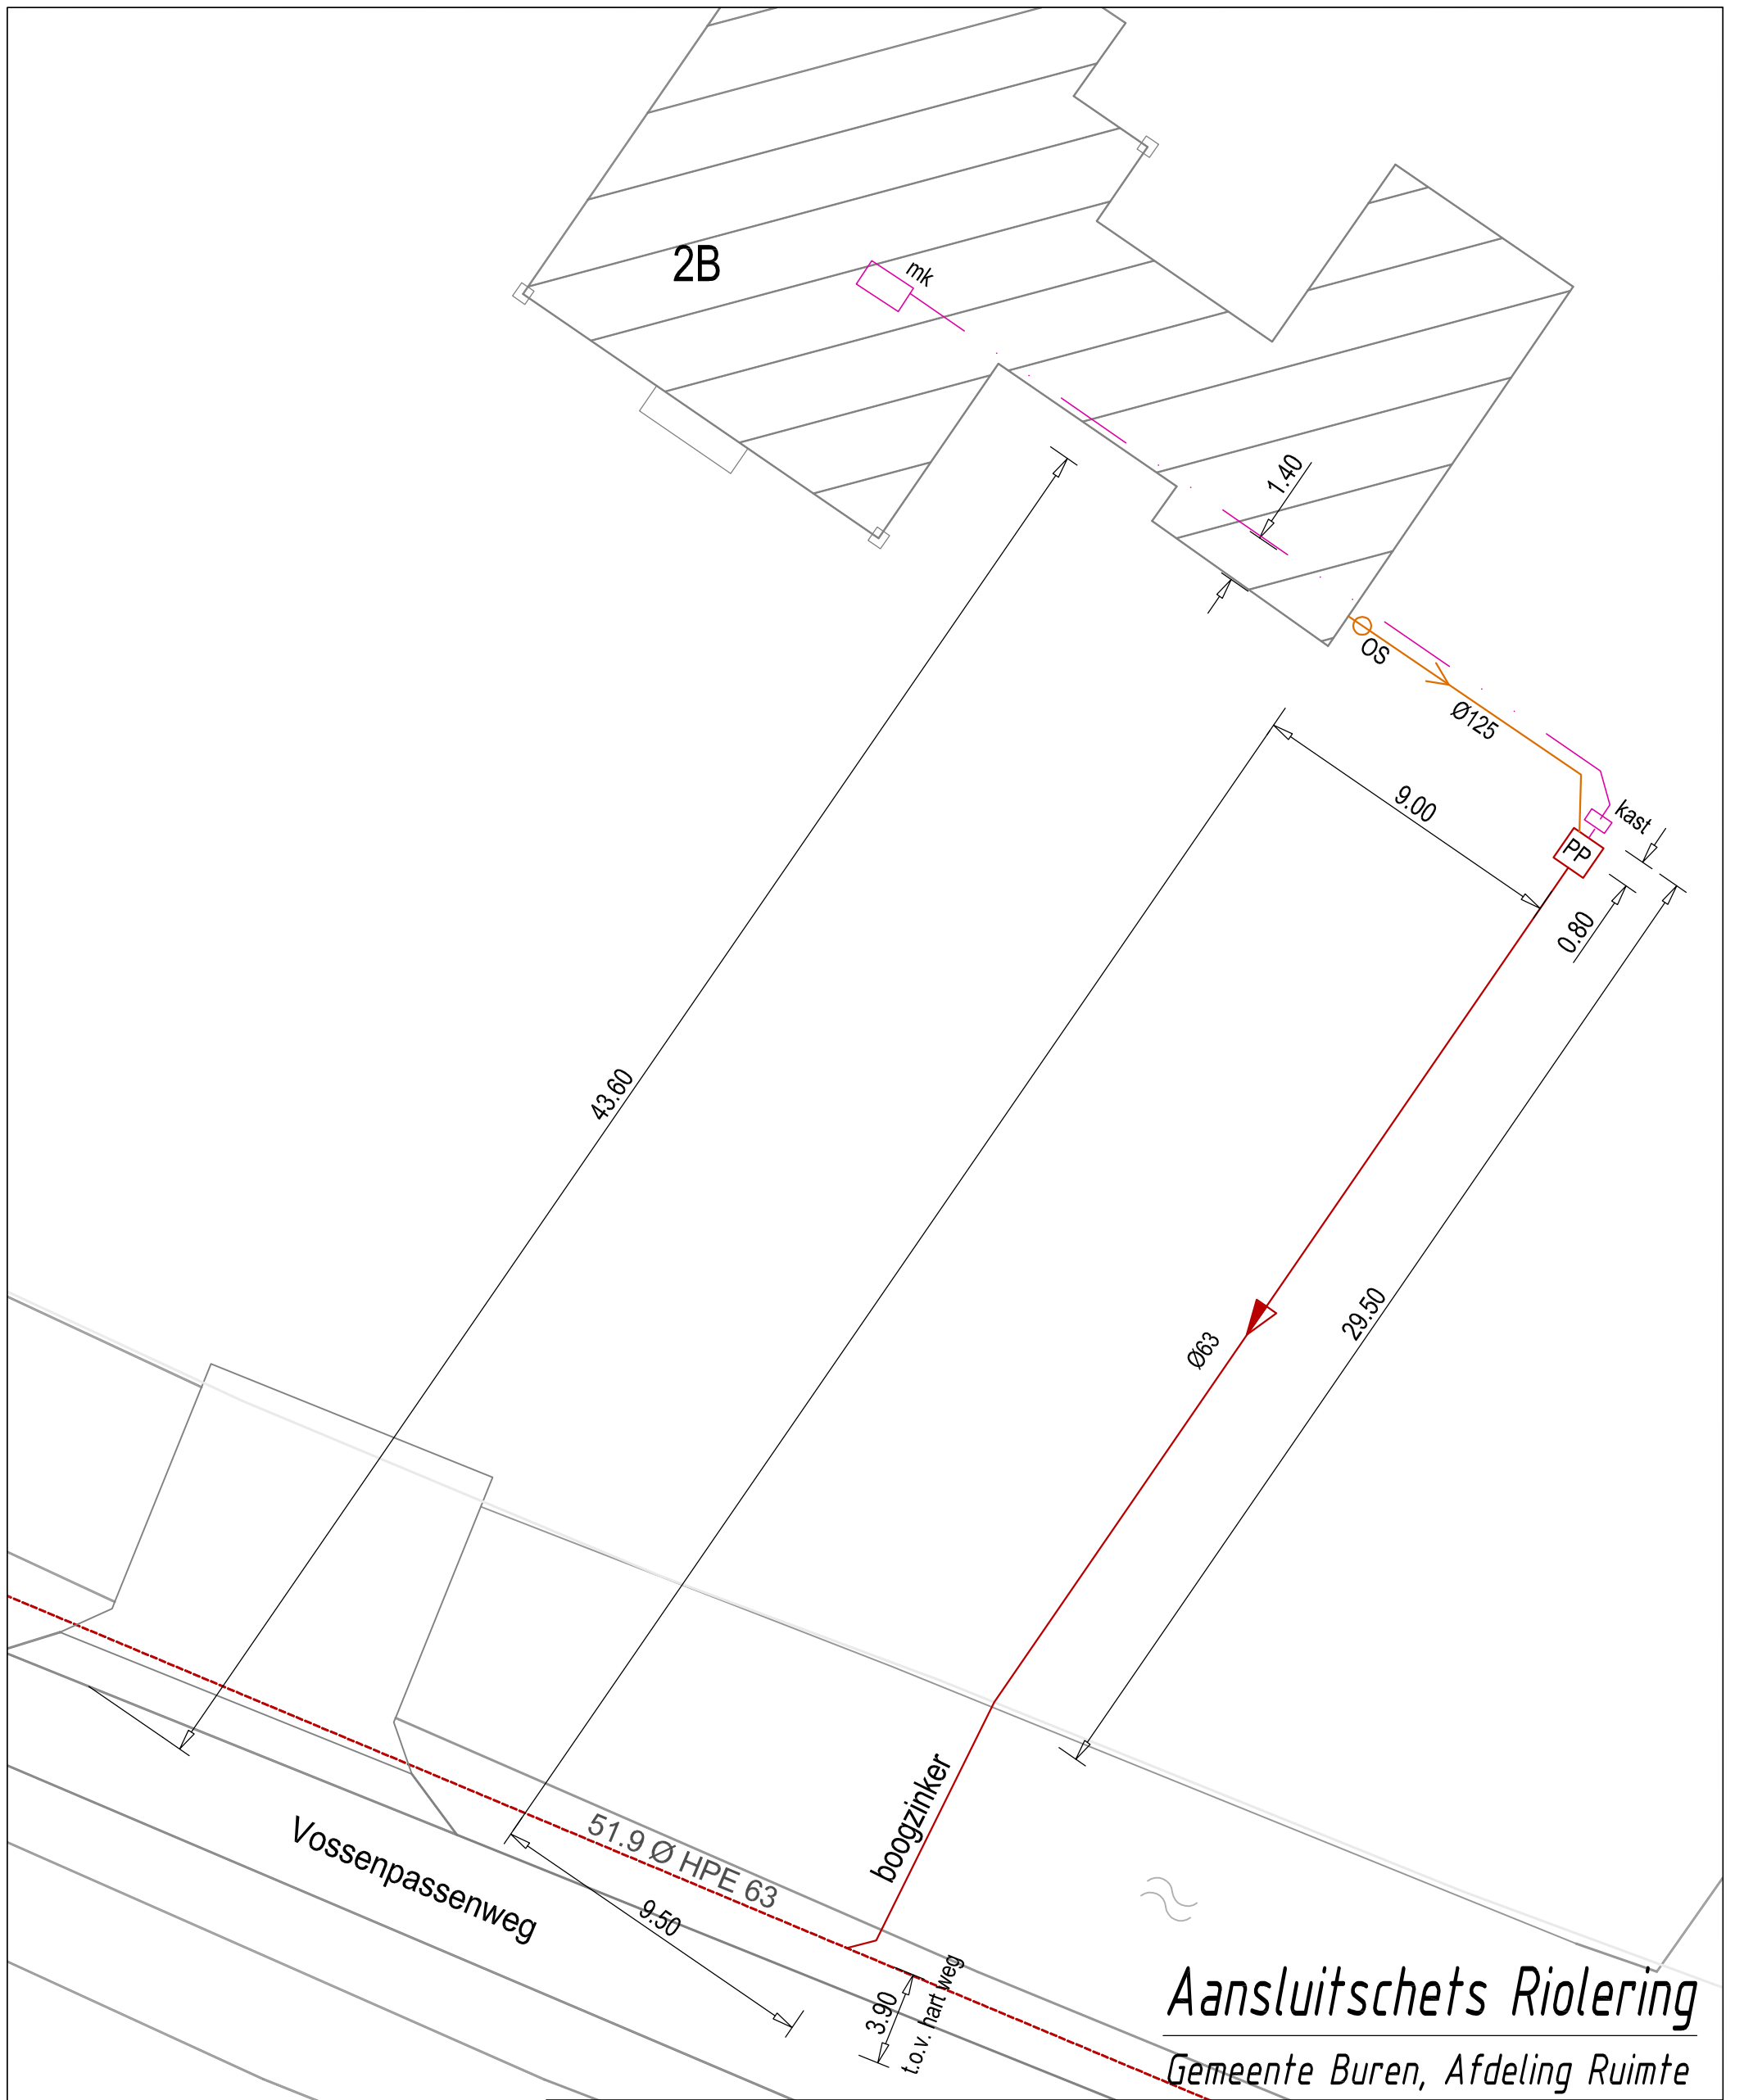 2B
mk
1.40
OS
Ø125
9.00
kast
PP
0.80
43.60
29.50
Ø63
boogzinker
51.9 Ø HPE 63
Vossenpassenweg
9.50
3.90
t.o.v. hart weg
Aansluitschets Riolering
Gemeente Buren, Afdeling Ruimte